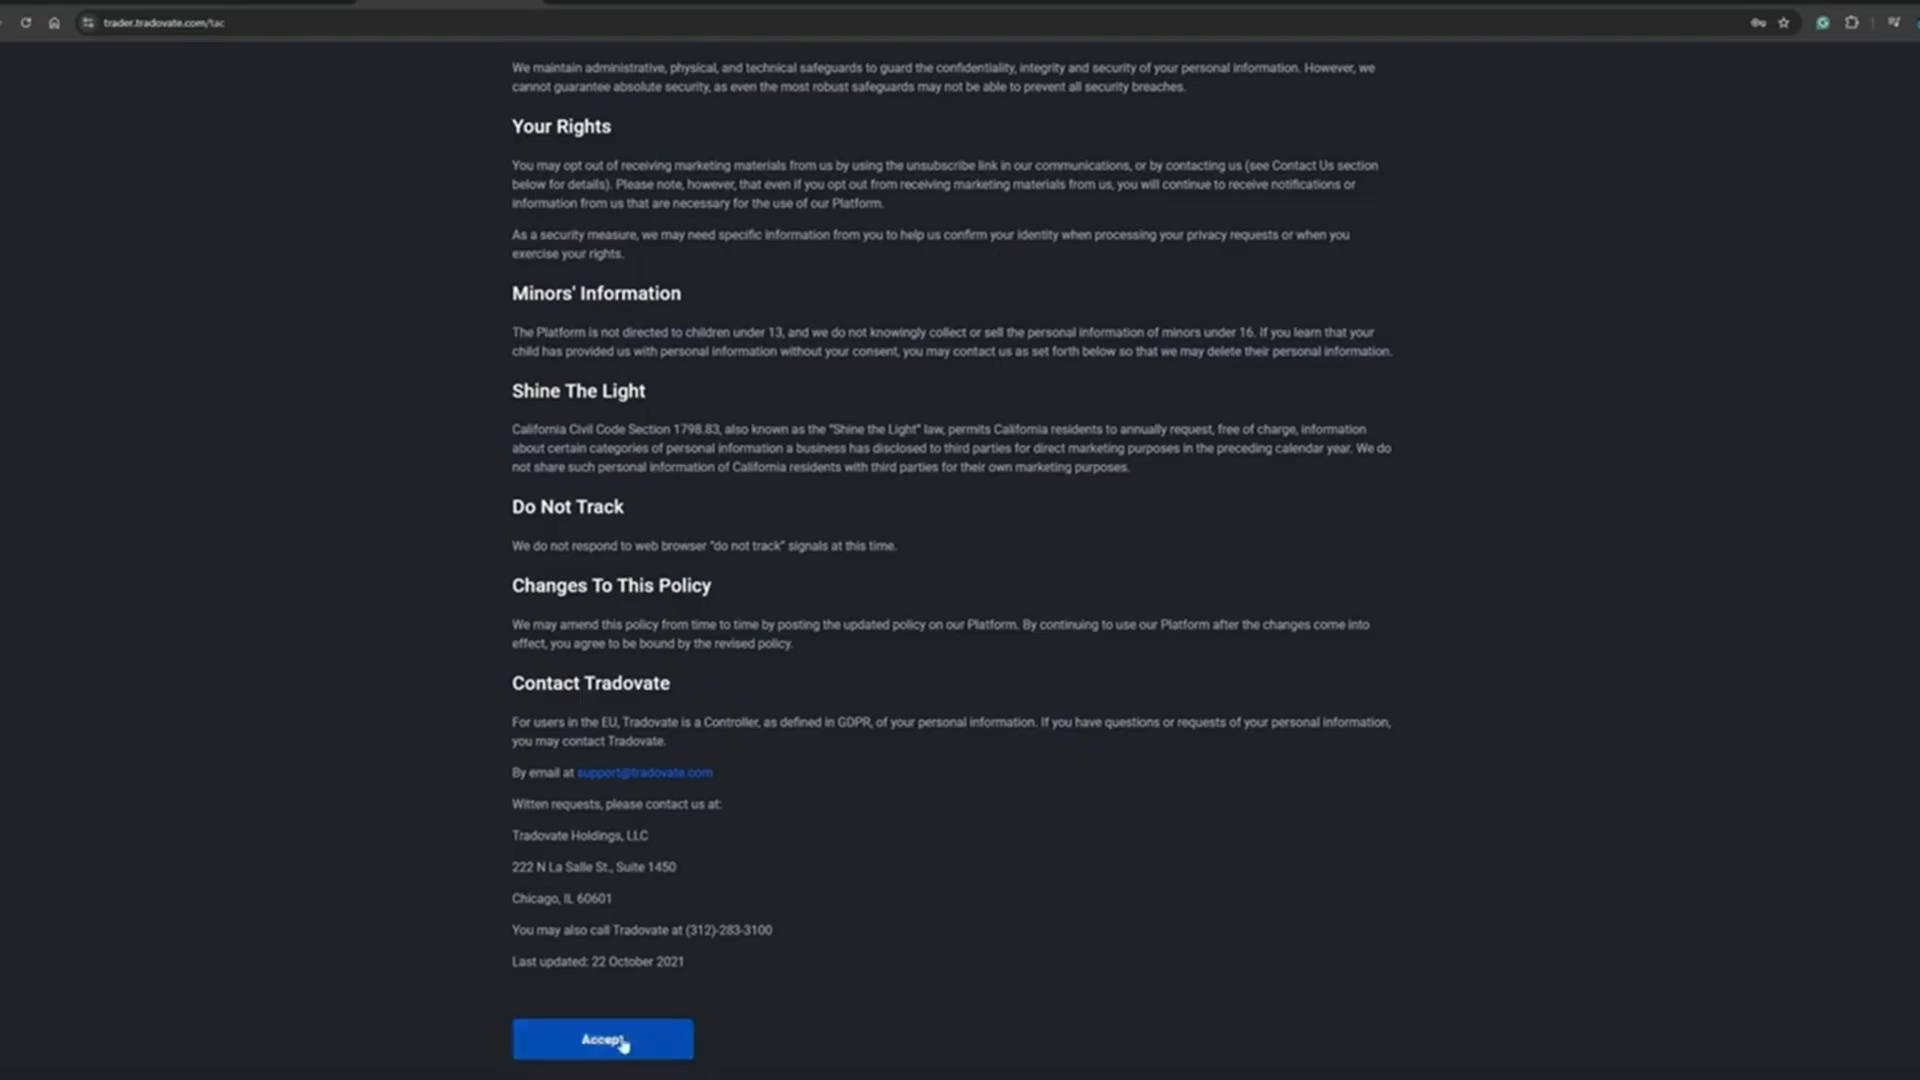 trader.tradovate.com/tac
We maintain administrative, physical, and technical safeguards to guard the confidentiality, integrity and security of your personal information. However, we
cannot guarantee absolute security, as even the most robust safeguards may not be able to prevent all security breaches.
Your Rights
You may opt out of receiving marketing materials from us by using the unsubscribe link in our communications, or by contacting us (see Contact Us section
below for details). Please note, however, that even if you opt out from receiving marketing materials from us, you will continue to receive notifications or
information from us that are necessary for the use of our Platform.
As a security measure, we may need specific information from you to help us confirm your identity when processing your privacy requests or when you
exercise your rights.
Minors' Information
The Platform is not directed to children under 13, and we do not knowingly collect or sell the personal information of minors under 16. If you learn that your
child has provided us with personal information without your consent, you may contact us as set forth below so that we may delete their personal information.
Shine The Light
California Civil Code Section 1798.83, also known as the “Shine the Light” law, permits California residents to annually request, free of charge, information
about certain categories of personal information a business has disclosed to third parties for direct marketing purposes in the preceding calendar year. We do
not share such personal information of California residents with third parties for their own marketing purposes.
Do Not Track
We do not respond to web browser “do not track” signals at this time.
Changes To This Policy
We may amend this policy from time to time by posting the updated policy on our Platform. By continuing to use our Platform after the changes come into
effect, you agree to be bound by the revised policy.
Contact Tradovate
For users in the EU, Tradovate is a Controller, as defined in GDPR, of your personal information. If you have questions or requests of your personal information,
you may contact Tradovate.
By email at support@tradovate.com
Witten requests, please contact us at:
Tradovate Holdings, LLC
222 N La Salle St., Suite 1450
Chicago, IL 60601
You may also call Tradovate at (312)-283-3100
Last updated: 22 October 2021
Accept